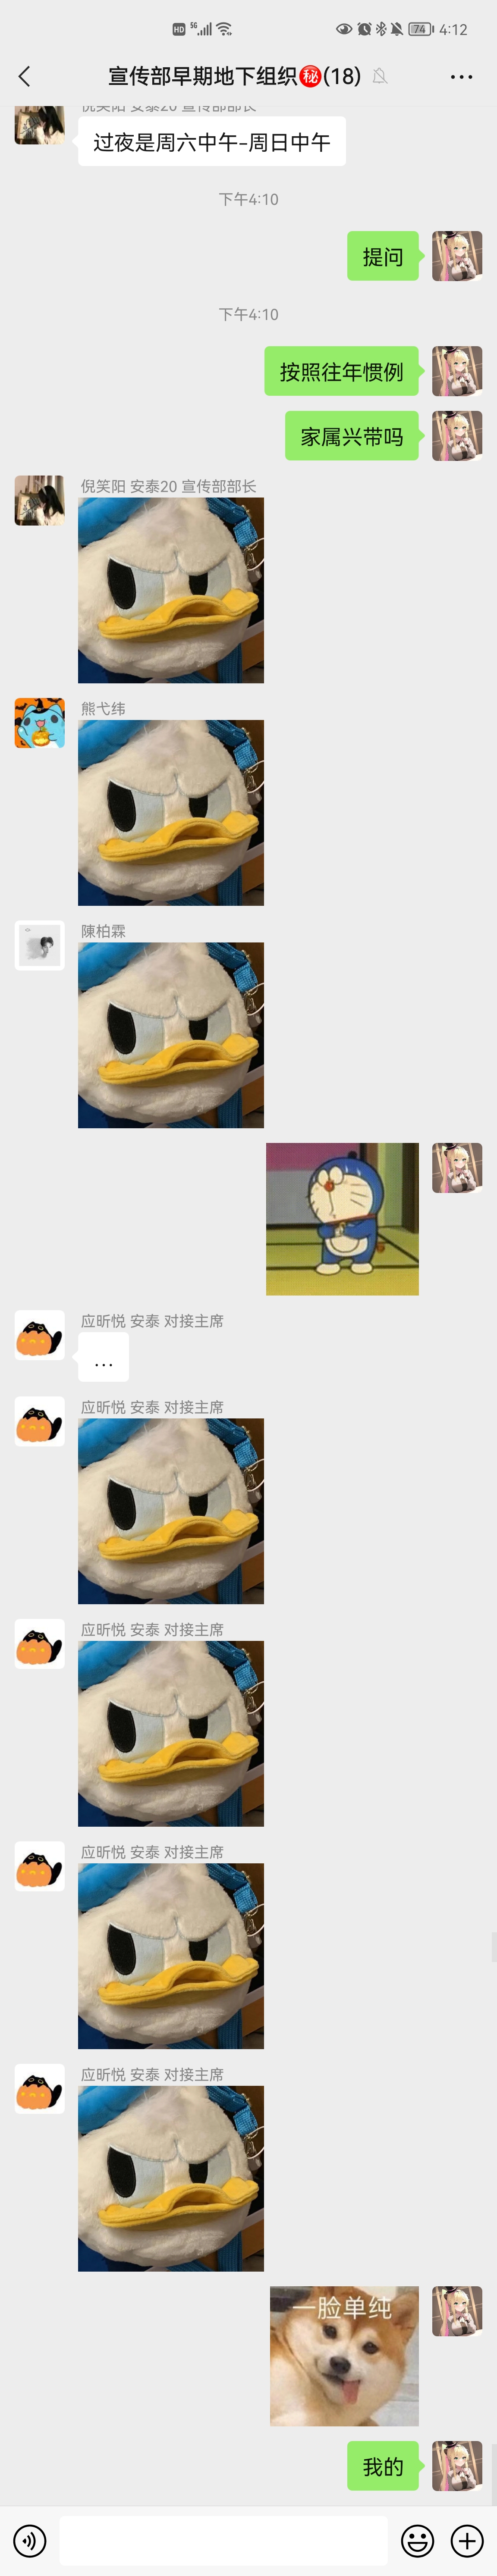 HD 5G 74 4:12
宣传部早期地下组织㊙(18)
倪笑阳 安泰20 宣传部部长
过夜是周六中午-周日中午
下午4:10
提问
下午4:10
按照往年惯例
家属兴带吗
倪笑阳 安泰20 宣传部部长
熊弋纬
陳柏霖
应昕悦 安泰 对接主席
...
应昕悦 安泰 对接主席
应昕悦 安泰 对接主席
应昕悦 安泰 对接主席
应昕悦 安泰 对接主席
一脸单纯
我的